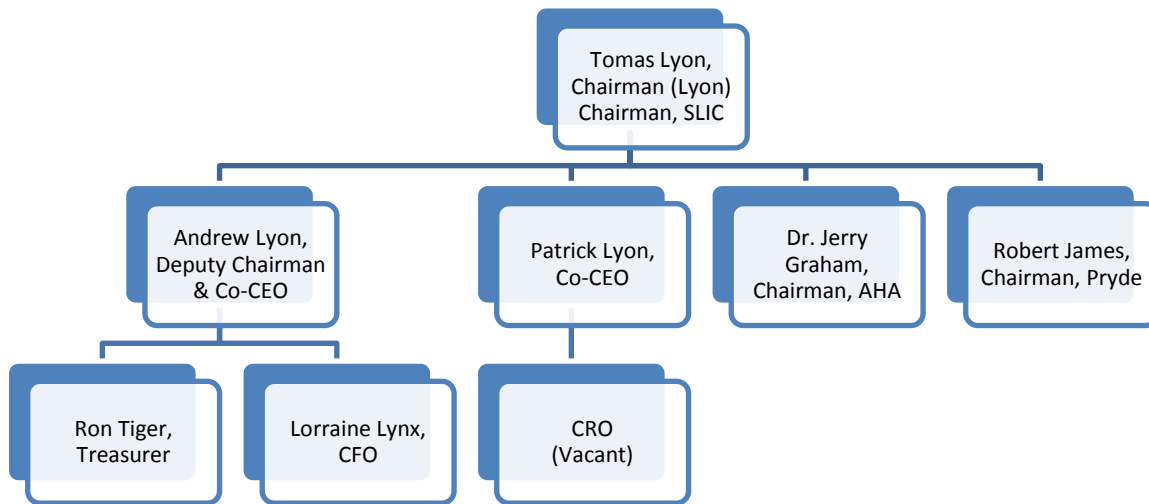 Tomas Lyon,
Chairman (Lyon)
Chairman, SLIC
Andrew Lyon,
Deputy Chairman
& Co-CEO
Patrick Lyon,
Co-CEO
Dr. Jerry
Graham,
Chairman, AHA
Robert James,
Chairman, Pryde
Ron Tiger,
Treasurer
Lorraine Lynx,
CFO
CRO
(Vacant)